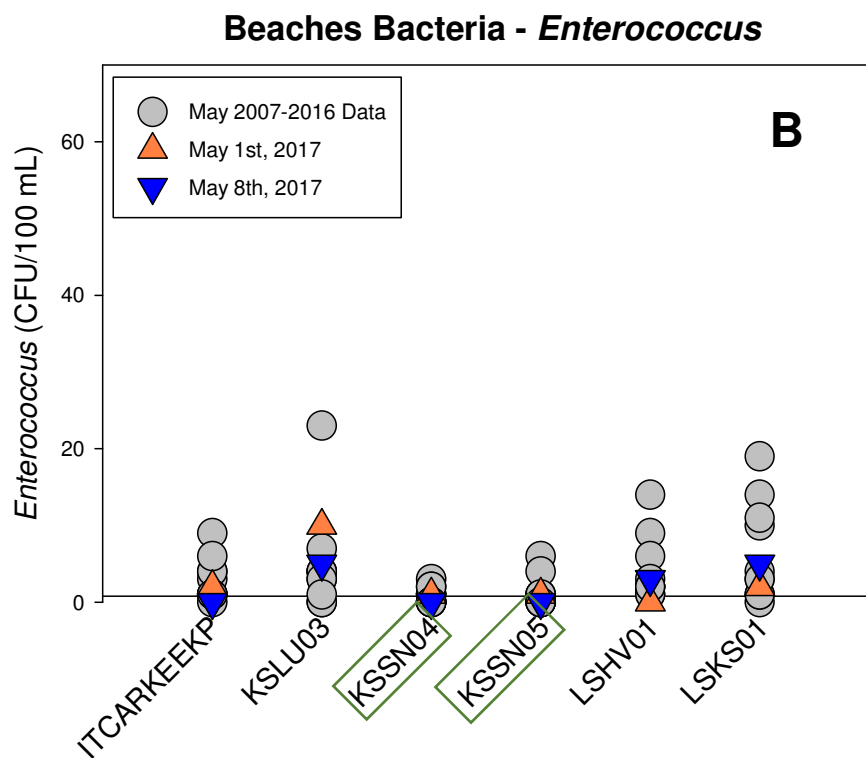 Beaches Bacteria - Enterococcus
May 2007-2016 Data
May 1st, 2017
May 8th, 2017
B
Enterococcus (CFU/100 mL)
60
40
20
0
ITCARKEEKP
KSLU03
KSSN04
KSSN05
LSHV01
LSKS01